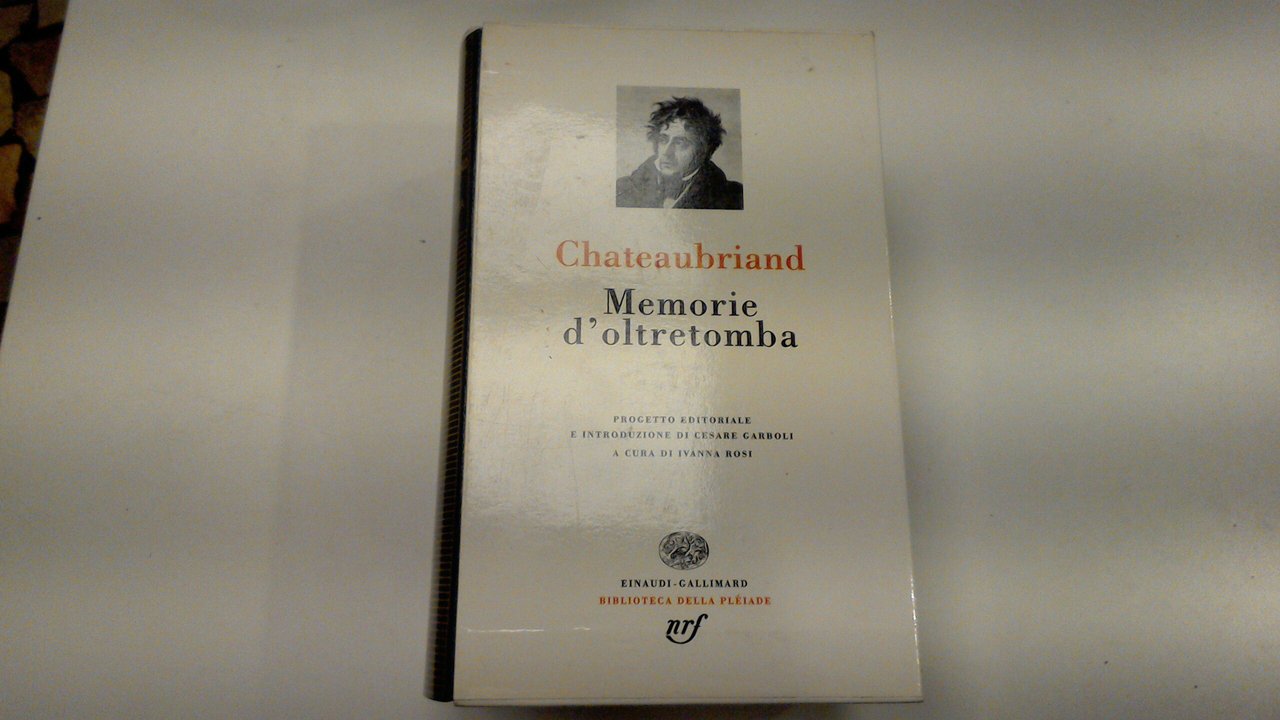 Chateaubriand
Memorie
d'oltretomba
PROGETTO EDITORIALE
E INTRODUZIONE DI CESARE GARBOLI
A CURA DI IVANNA ROSI
EINAUDI-GALLIMARD
BIBLIOTECA DELLA PLÉIADE
nrf